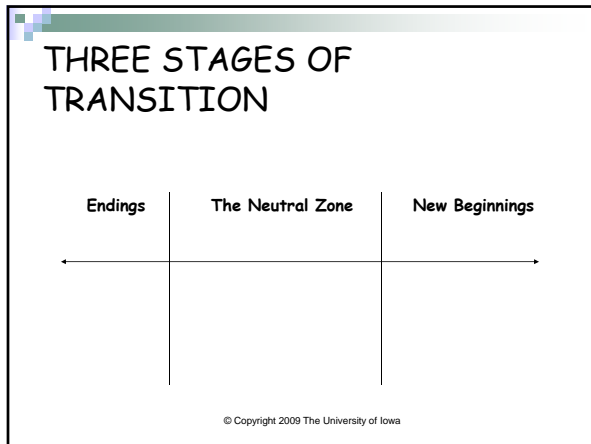 THREE STAGES OF
TRANSITION
Endings The Neutral Zone New Beginnings
© Copyright 2009 The University of Iowa